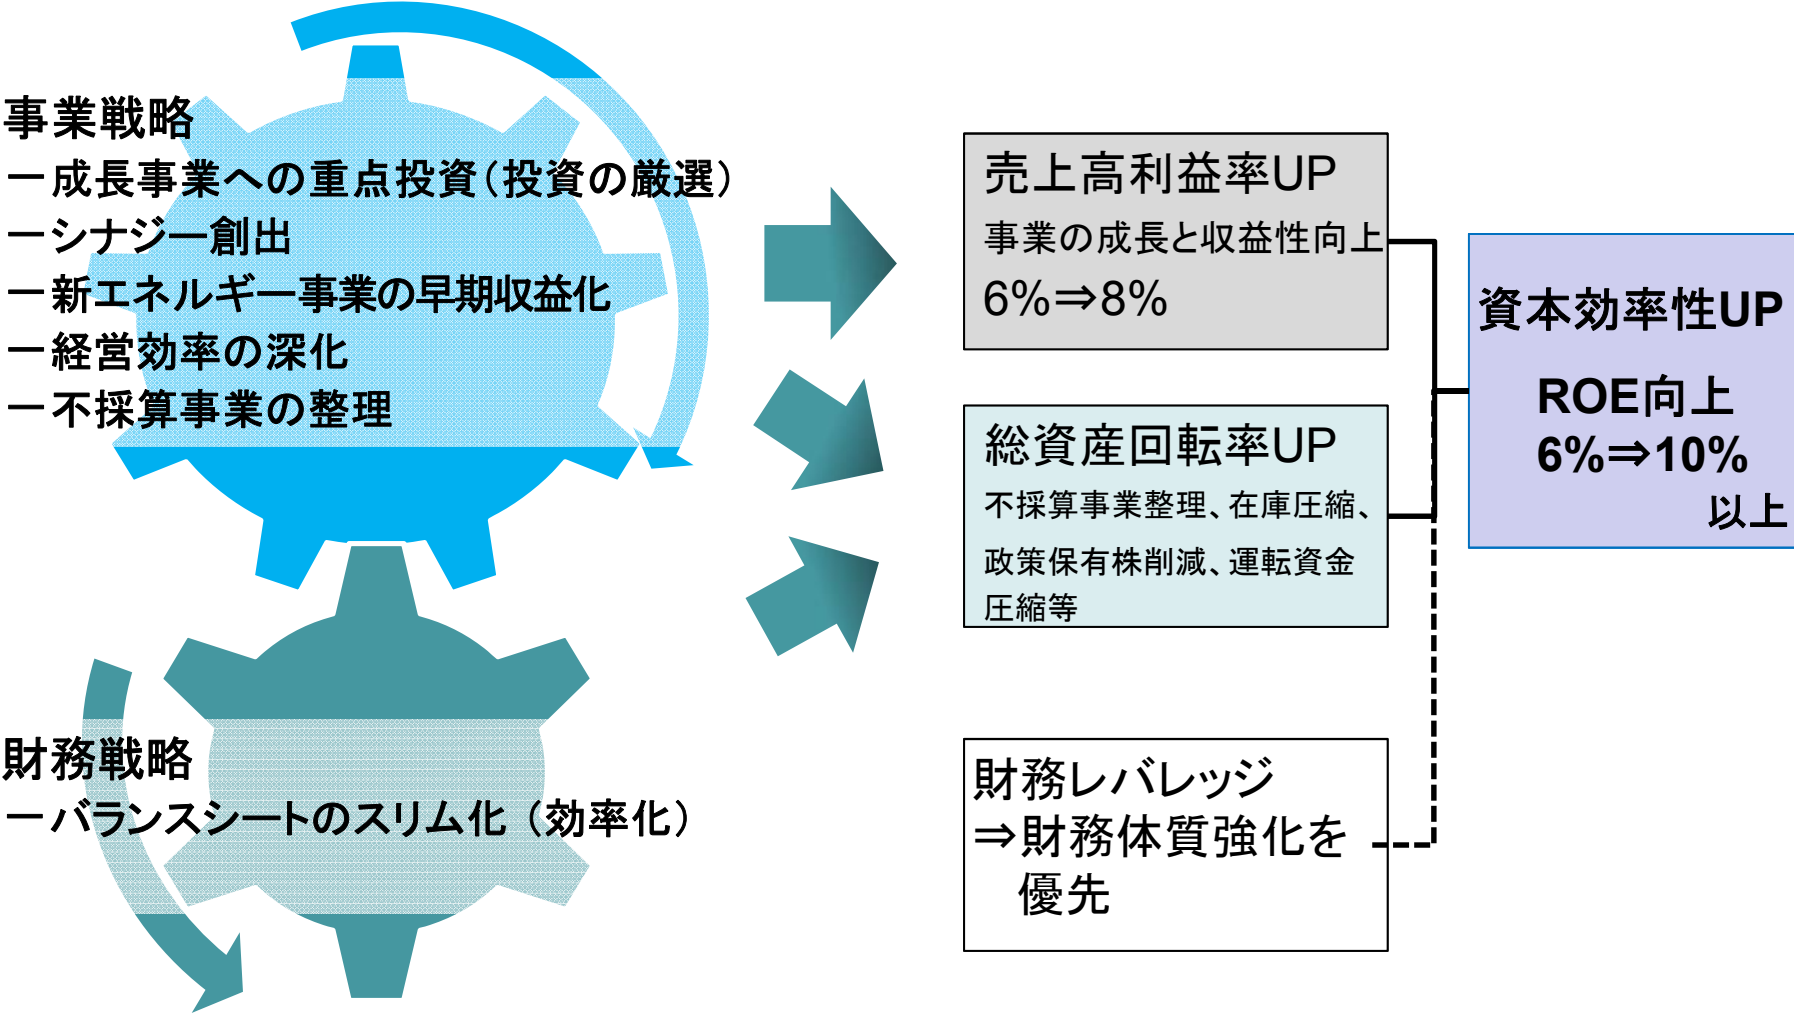 事業戦略
ー成長事業への重点投資（投資の厳選）
ーシナジー創出
ー新エネルギー事業の早期収益化
ー経営効率の深化
ー不採算事業の整理
財務戦略
ーバランスシートのスリム化（効率化）
売上高利益率UP
事業の成長と収益性向上
6%⇒8%
総資産回転率UP
不採算事業整理、在庫圧縮、
政策保有株削減、運転資金
圧縮等
財務レバレッジ
⇒財務体質強化を
優先
資本効率性UP
ROE向上
6%⇒10%
以上